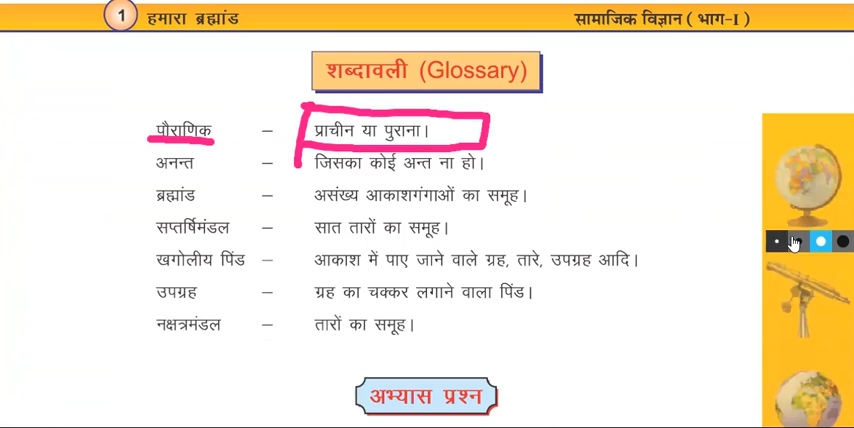 1 हमारा ब्रह्मांड सामाजिक विज्ञान (भाग-I)
शब्दावली (Glossary)
पौराणिक – प्राचीन या पुराना।
अनन्त – जिसका कोई अन्त ना हो।
ब्रह्मांड – असंख्य आकाशगंगाओं का समूह।
सप्तर्षिमंडल – सात तारों का समूह।
खगोलीय पिंड – आकाश में पाए जाने वाले ग्रह, तारे, उपग्रह आदि।
उपग्रह – ग्रह का चक्कर लगाने वाला पिंड।
नक्षत्रमंडल – तारों का समूह।
अभ्यास प्रश्न